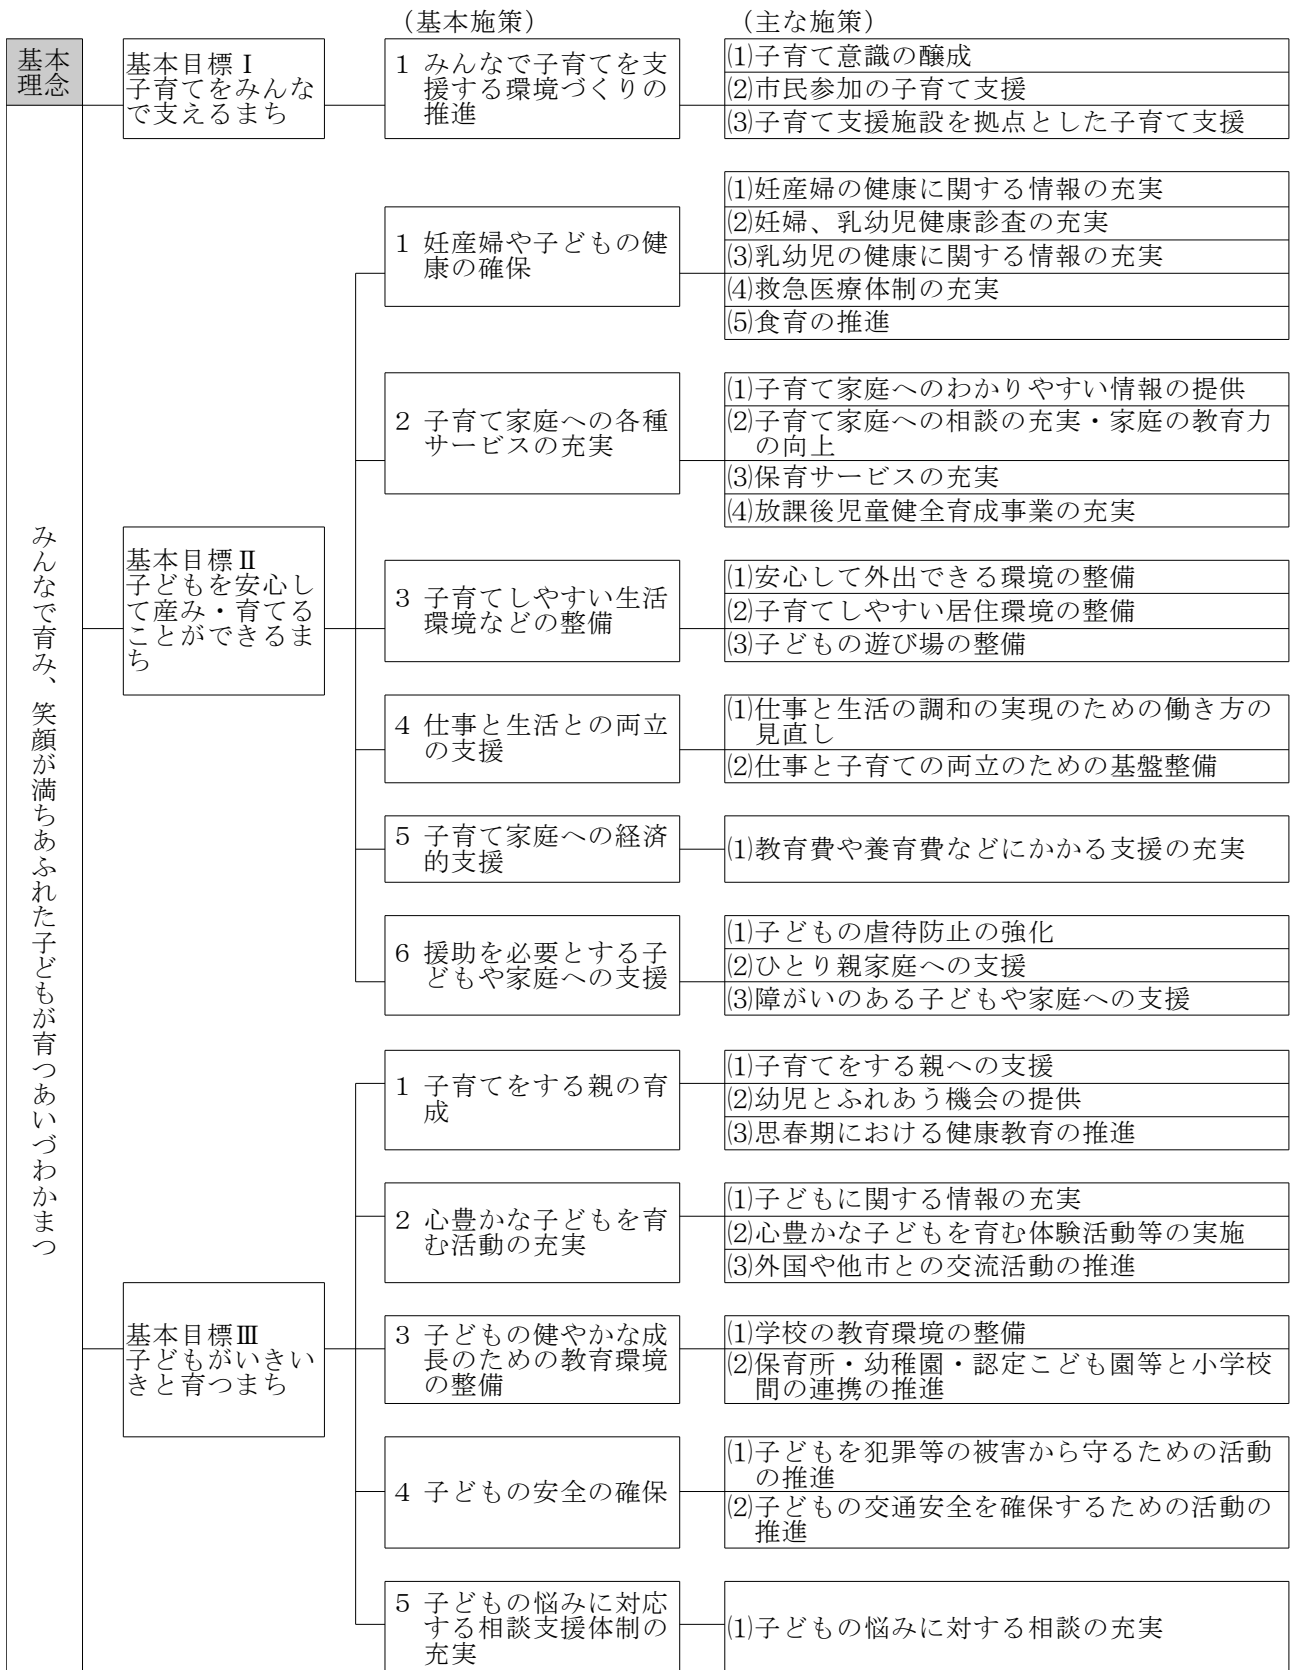 （基本施策）
（主な施策）
基本
理念
みんなで育み、笑顔が満ちあふれた子どもが育つあいづわかまつ
基本目標Ⅰ
子育てをみんな
で支えるまち
１ みんなで子育てを支
援する環境づくりの
推進
⑴子育て意識の醸成
⑵市民参加の子育て支援
⑶子育て支援施設を拠点とした子育て支援
基本目標Ⅱ
子どもを安心し
て産み・育てる
ことができるま
ち
１ 妊産婦や子どもの健
康の確保
⑴妊産婦の健康に関する情報の充実
⑵妊婦、乳幼児健康診査の充実
⑶乳幼児の健康に関する情報の充実
⑷救急医療体制の充実
⑸食育の推進
２ 子育て家庭への各種
サービスの充実
⑴子育て家庭へのわかりやすい情報の提供
⑵子育て家庭への相談の充実・家庭の教育力
の向上
⑶保育サービスの充実
⑷放課後児童健全育成事業の充実
３ 子育てしやすい生活
環境などの整備
⑴安心して外出できる環境の整備
⑵子育てしやすい居住環境の整備
⑶子どもの遊び場の整備
４ 仕事と生活との両立
の支援
⑴仕事と生活の調和の実現のための働き方の
見直し
⑵仕事と子育ての両立のための基盤整備
５ 子育て家庭への経済
的支援
⑴教育費や養育費などにかかる支援の充実
６ 援助を必要とする子
どもや家庭への支援
⑴子どもの虐待防止の強化
⑵ひとり親家庭への支援
⑶障がいのある子どもや家庭への支援
基本目標Ⅲ
子どもがいきい
きと育つまち
１ 子育てをする親の育
成
⑴子育てをする親への支援
⑵幼児とふれあう機会の提供
⑶思春期における健康教育の推進
２ 心豊かな子どもを育
む活動の充実
⑴子どもに関する情報の充実
⑵心豊かな子どもを育む体験活動等の実施
⑶外国や他市との交流活動の推進
３ 子どもの健やかな成
長のための教育環境
の整備
⑴学校の教育環境の整備
⑵保育所・幼稚園・認定こども園等と小学校
間の連携の推進
４ 子どもの安全の確保
⑴子どもを犯罪等の被害から守るための活動
の推進
⑵子どもの交通安全を確保するための活動の
推進
５ 子どもの悩みに対応
する相談支援体制の
充実
⑴子どもの悩みに対する相談の充実